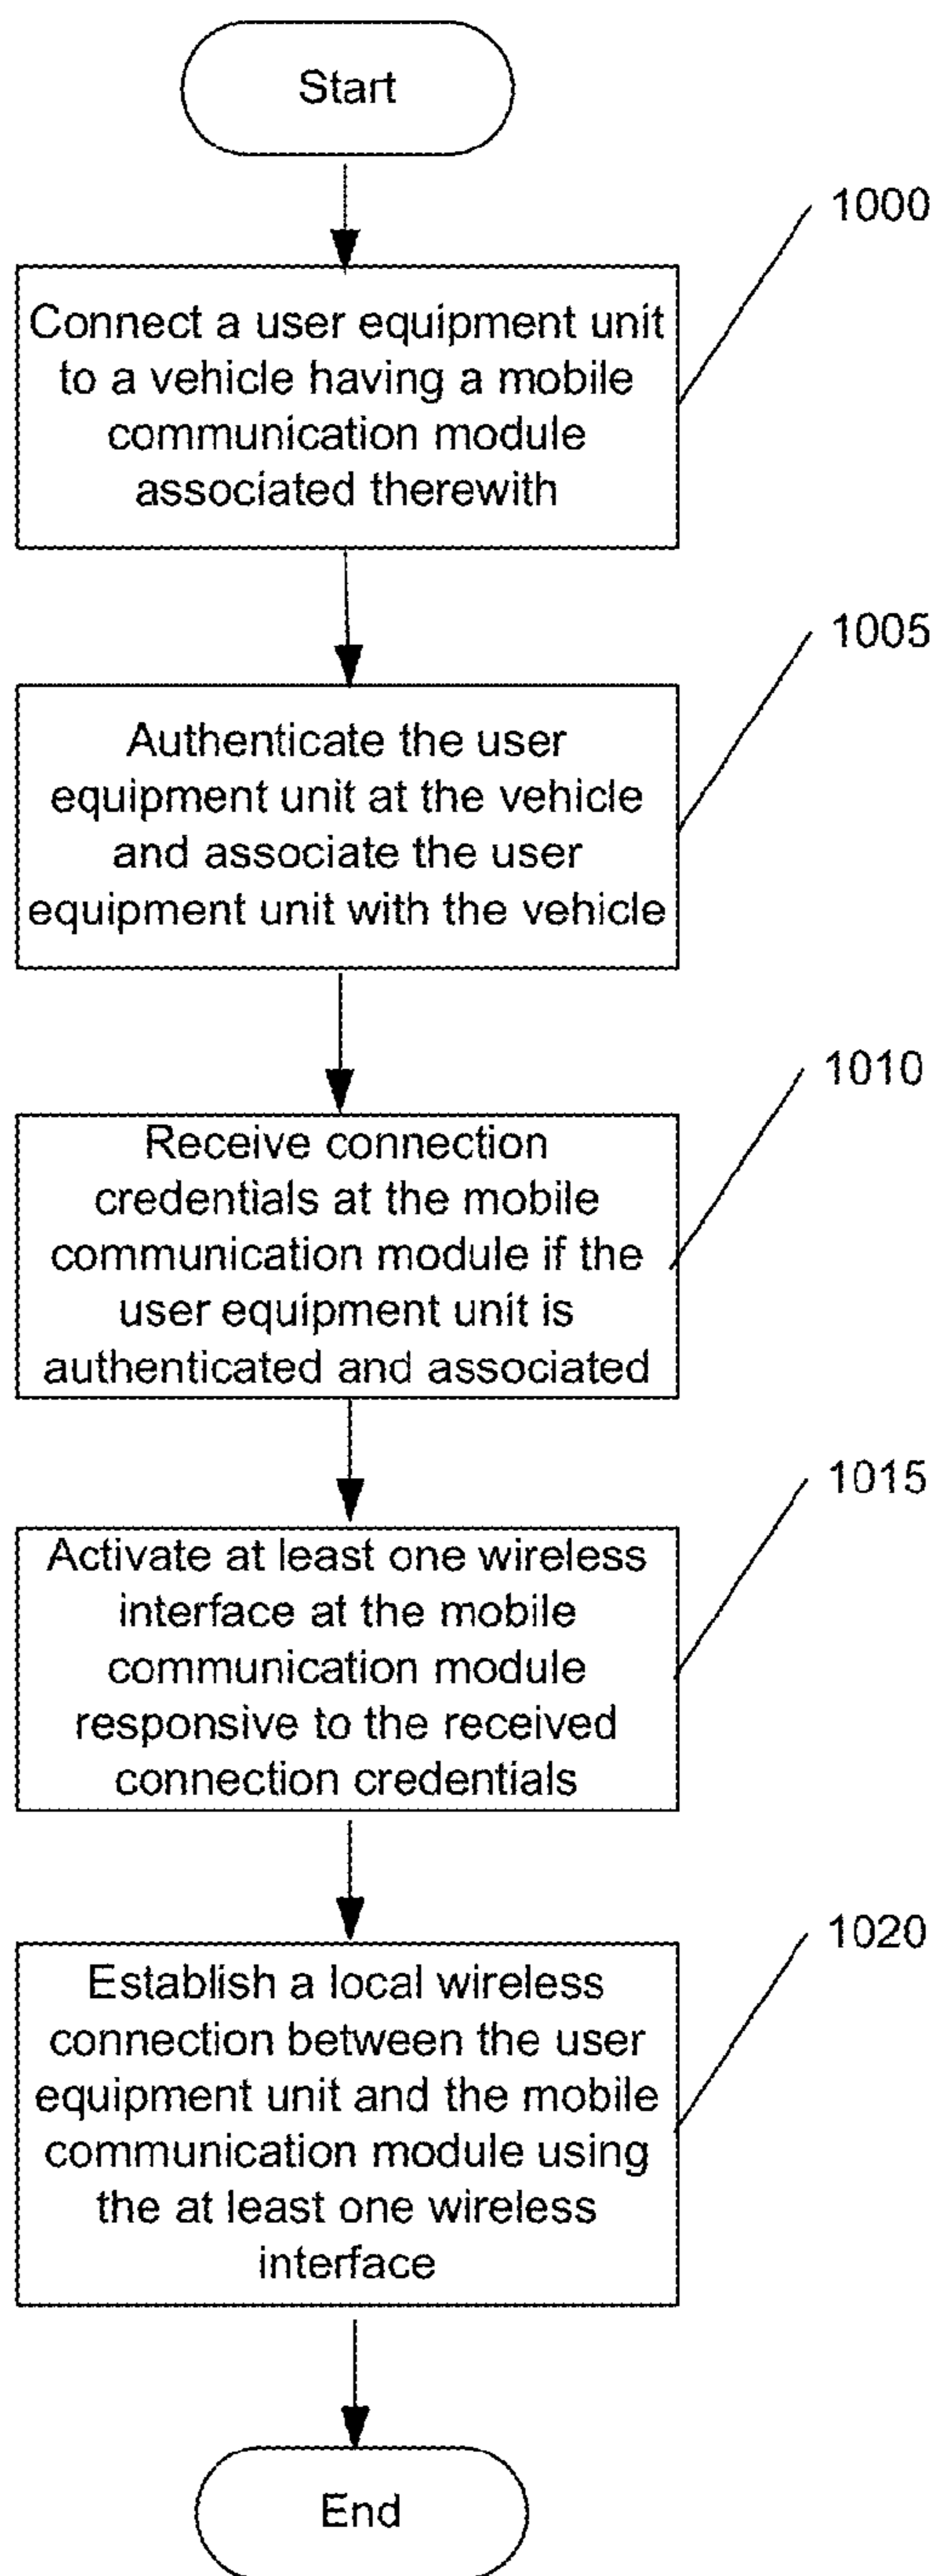 Start
1000
Connect a user equipment unit
to a vehicle having a mobile
communication module
associated therewith
1005
Authenticate the user
equipment unit at the vehicle
and associate the user
equipment unit with the vehicle
1010
Receive connection
credentials at the mobile
communication module if the
user equipment unit is
authenticated and associated
1015
Activate at least one wireless
interface at the mobile
communication module
responsive to the received
connection credentials
1020
Establish a local wireless
connection between the user
equipment unit and the mobile
communication module using
the at least one wireless
interface
End